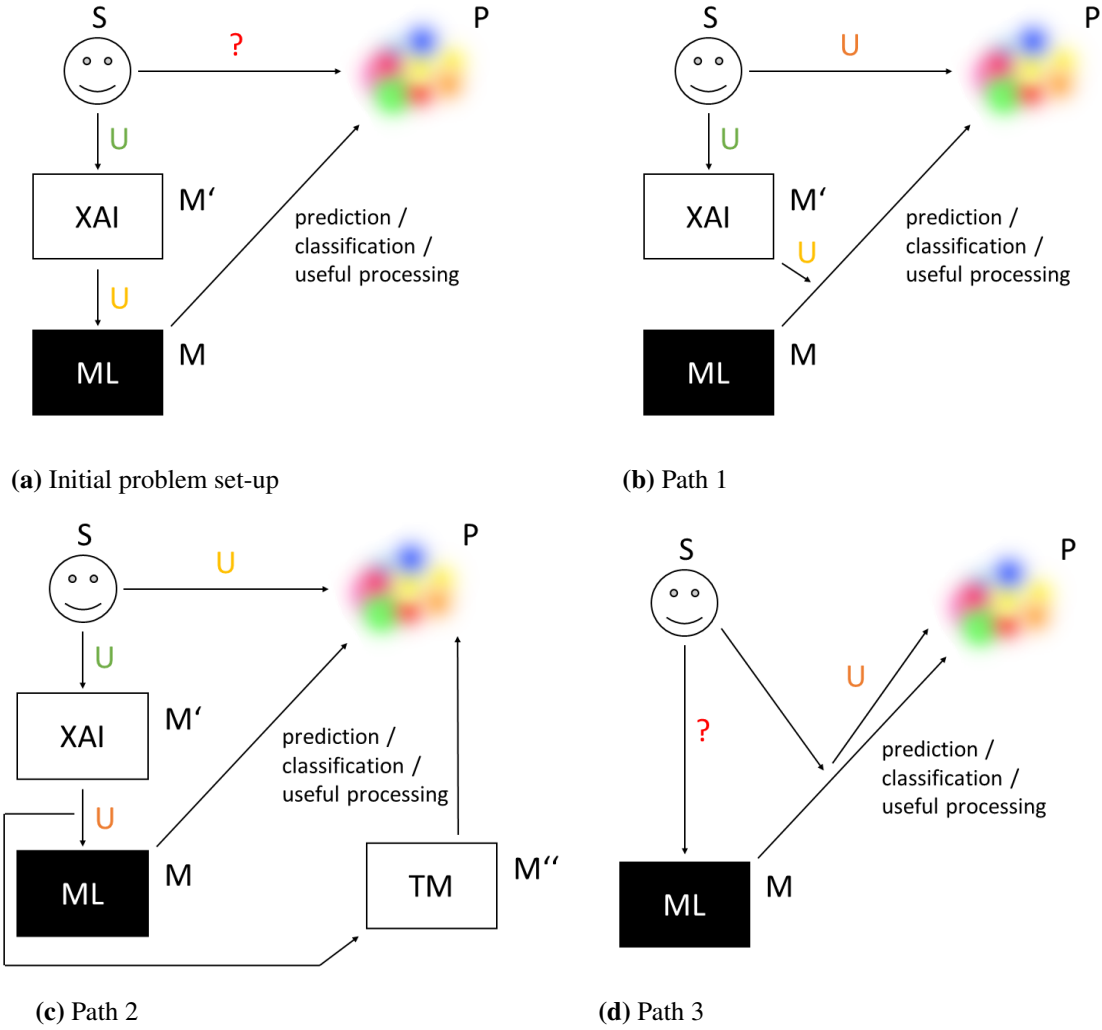 S
P
?
U
XAI
M‘
prediction /
classification /
useful processing
U
ML
M
(a) Initial problem set-up
S
P
U
U
XAI
M‘
prediction /
classification /
useful processing
U
ML
M
(b) Path 1
S
P
U
U
XAI
M‘
prediction /
classification /
useful processing
U
ML
M
TM
M‘‘
(c) Path 2
S
P
U
?
prediction /
classification /
useful processing
ML
M
(d) Path 3